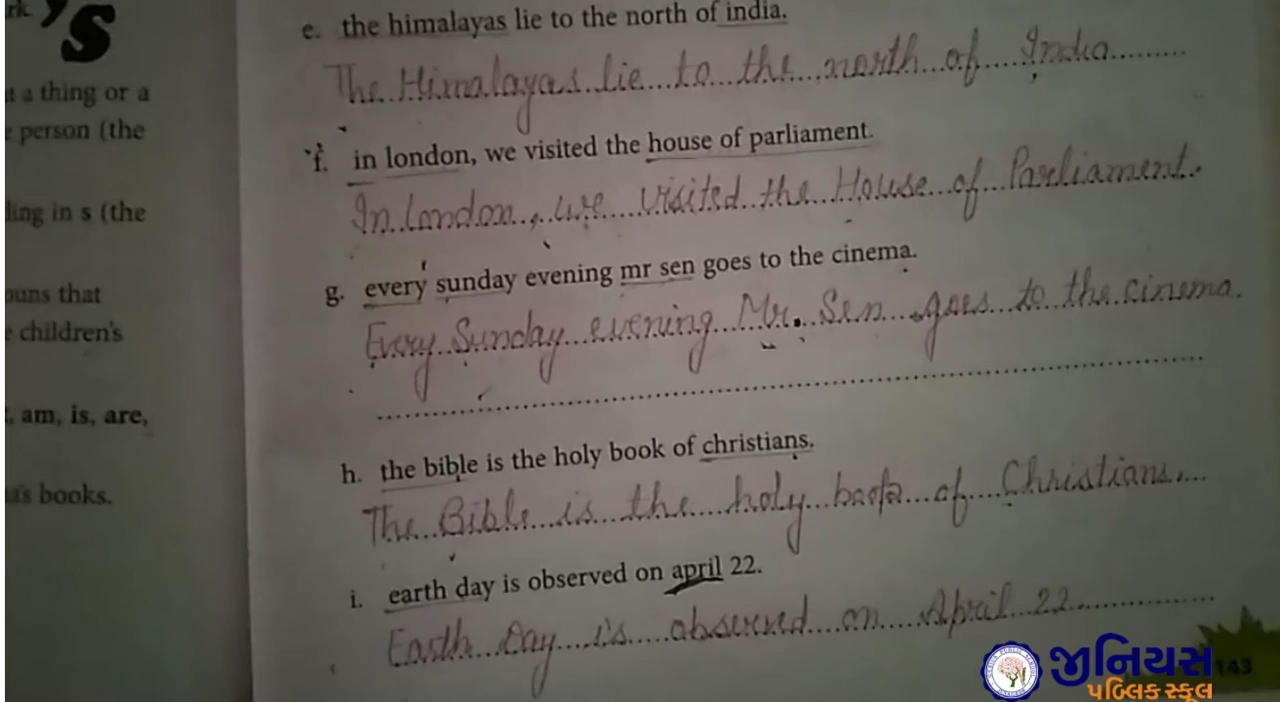 rk
's
e. the himalayas lie to the north of india.
The Himalayas lie to the north of India
t a thing or a
person (the
f. in london, we visited the house of parliament.
In London, we visited the House of Parliament.
ling in s (the
g. every sunday evening mr sen goes to the cinema.
Every Sunday evening Mr. Sen goes to the cinema.
ouns that
children's
am, is, are,
h. the bible is the holy book of christians.
The Bible is the holy book of Christians.
a's books.
i. earth day is observed on april 22.
Earth Day is observed on April 22
143
જીનિયસ
પબ્લિક સ્કૂલ